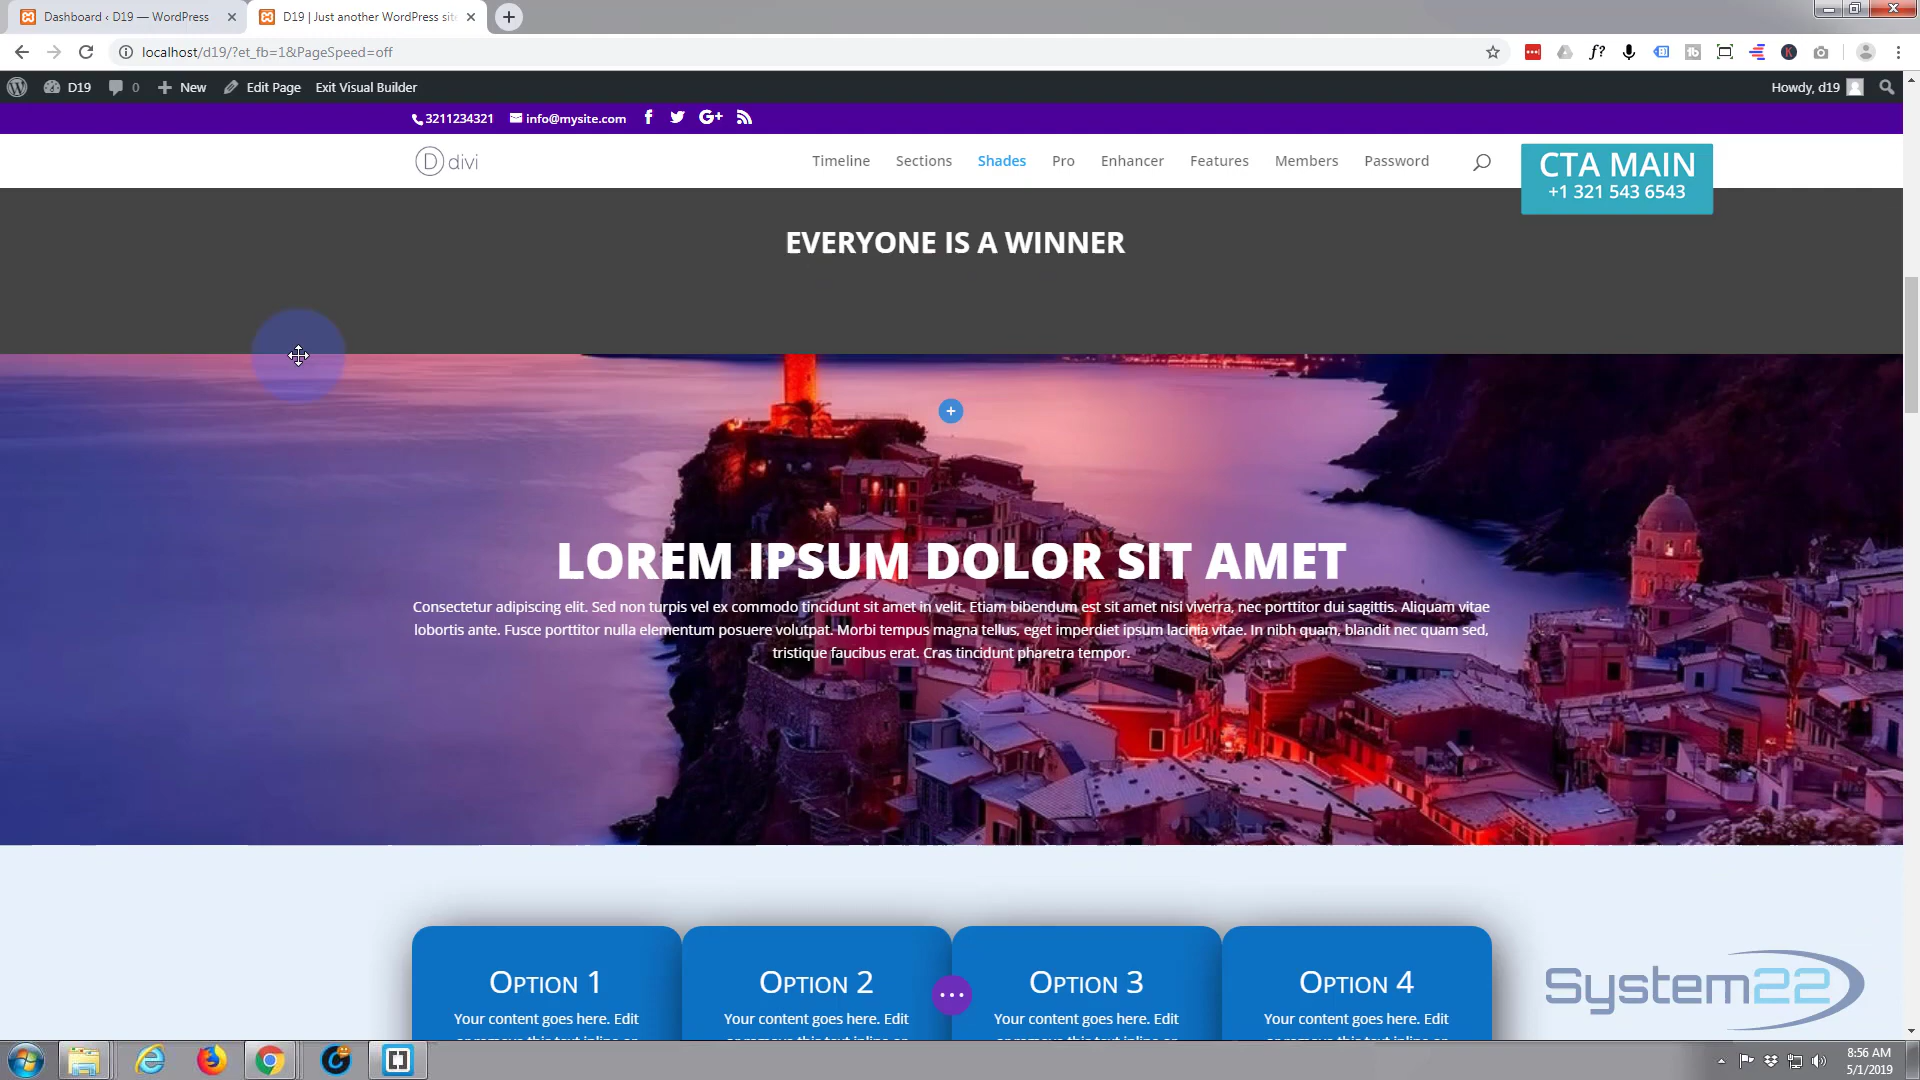 Dashboard ‹ D19 — WordPress
D19 | Just another WordPress site
localhost/d19/?et_fb=1&PageSpeed=off
D19
0
New
Edit Page
Exit Visual Builder
Howdy, d19
3211234321
info@mysite.com
divi
Timeline
Sections
Shades
Pro
Enhancer
Features
Members
Password
CTA MAIN
+1 321 543 6543
EVERYONE IS A WINNER
LOREM IPSUM DOLOR SIT AMET
Consectetur adipiscing elit. Sed non turpis vel ex commodo tincidunt sit amet in velit. Etiam bibendum est sit amet nisi viverra, nec porttitor dui sagittis. Aliquam vitae
lobortis ante. Fusce porttitor nulla elementum posuere volutpat. Morbi tempus magna tellus, eget imperdiet ipsum lacinia vitae. In nibh quam, blandit nec quam sed,
tristique faucibus erat. Cras tincidunt pharetra tempor.
Option 1
Your content goes here. Edit
Option 2
Your content goes here. Edit
Option 3
Your content goes here. Edit
Option 4
Your content goes here. Edit
System22
8:56 AM
5/1/2019